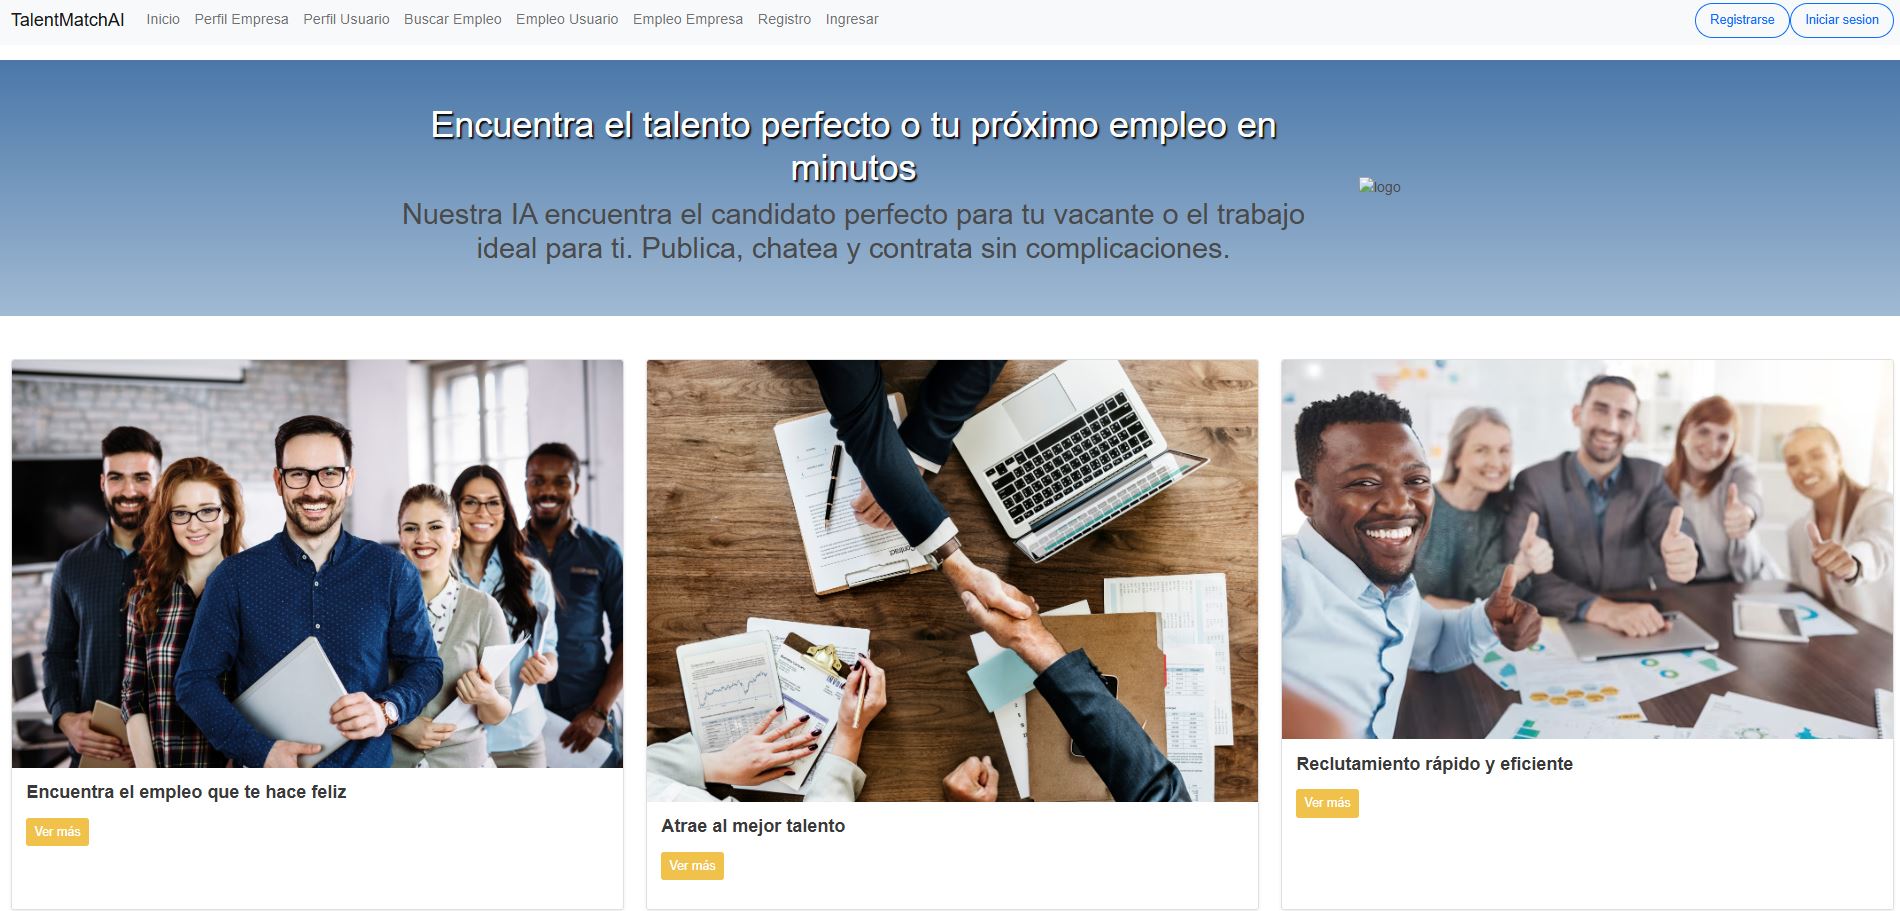 TalentMatchAI Inicio Perfil Empresa Perfil Usuario Buscar Empleo Empleo Usuario Empleo Empresa Registro Ingresar Registrarse Iniciar sesion
Encuentra el talento perfecto o tu próximo empleo en
minutos
Nuestra IA encuentra el candidato perfecto para tu vacante o el trabajo
ideal para ti. Publica, chatea y contrata sin complicaciones.
logo
Contract
Encuentra el empleo que te hace feliz
Ver más
Atrae al mejor talento
Ver más
Reclutamiento rápido y eficiente
Ver más